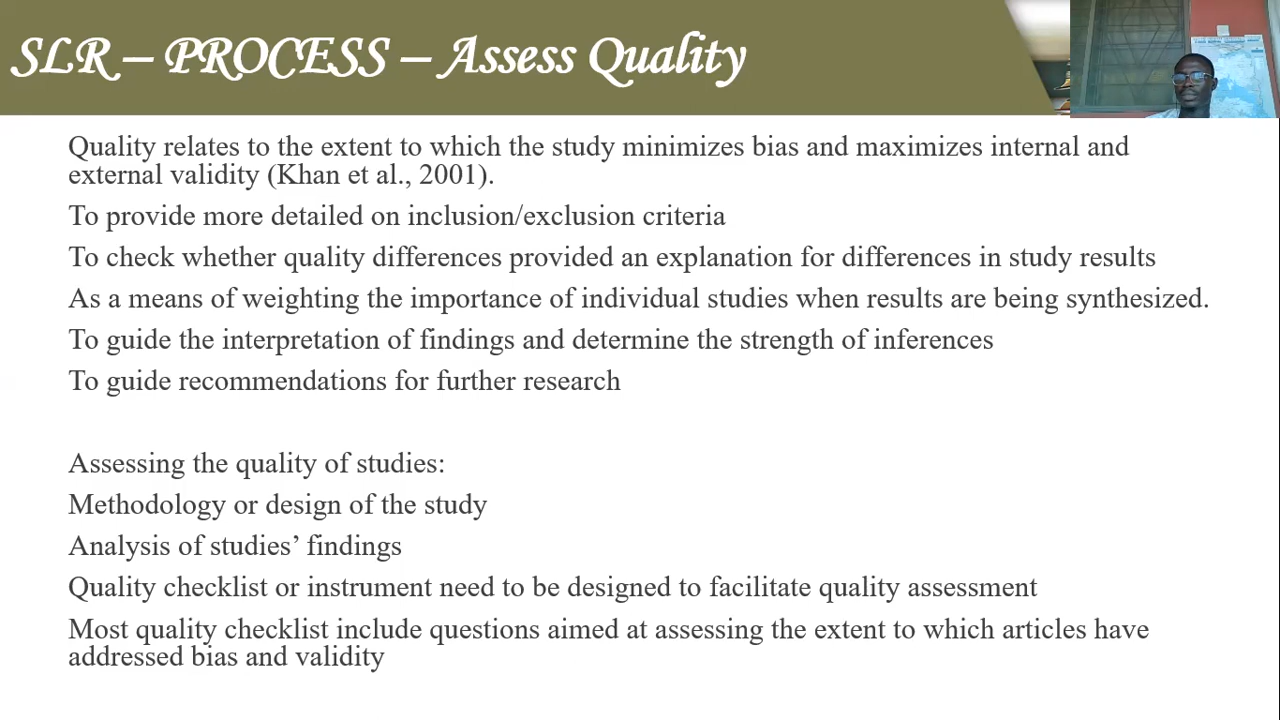 SLR – PROCESS – Assess Quality
Quality relates to the extent to which the study minimizes bias and maximizes internal and
external validity (Khan et al., 2001).
To provide more detailed on inclusion/exclusion criteria
To check whether quality differences provided an explanation for differences in study results
As a means of weighting the importance of individual studies when results are being synthesized.
To guide the interpretation of findings and determine the strength of inferences
To guide recommendations for further research
Assessing the quality of studies:
Methodology or design of the study
Analysis of studies’ findings
Quality checklist or instrument need to be designed to facilitate quality assessment
Most quality checklist include questions aimed at assessing the extent to which articles have
addressed bias and validity